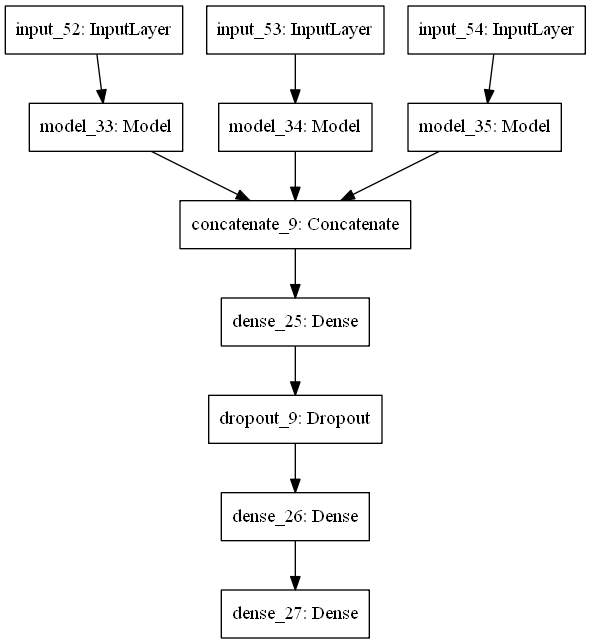 input_52: InputLayer
input_53: InputLayer
input_54: InputLayer
model_33: Model
model_34: Model
model_35: Model
concatenate_9: Concatenate
dense_25: Dense
dropout_9: Dropout
dense_26: Dense
dense_27: Dense